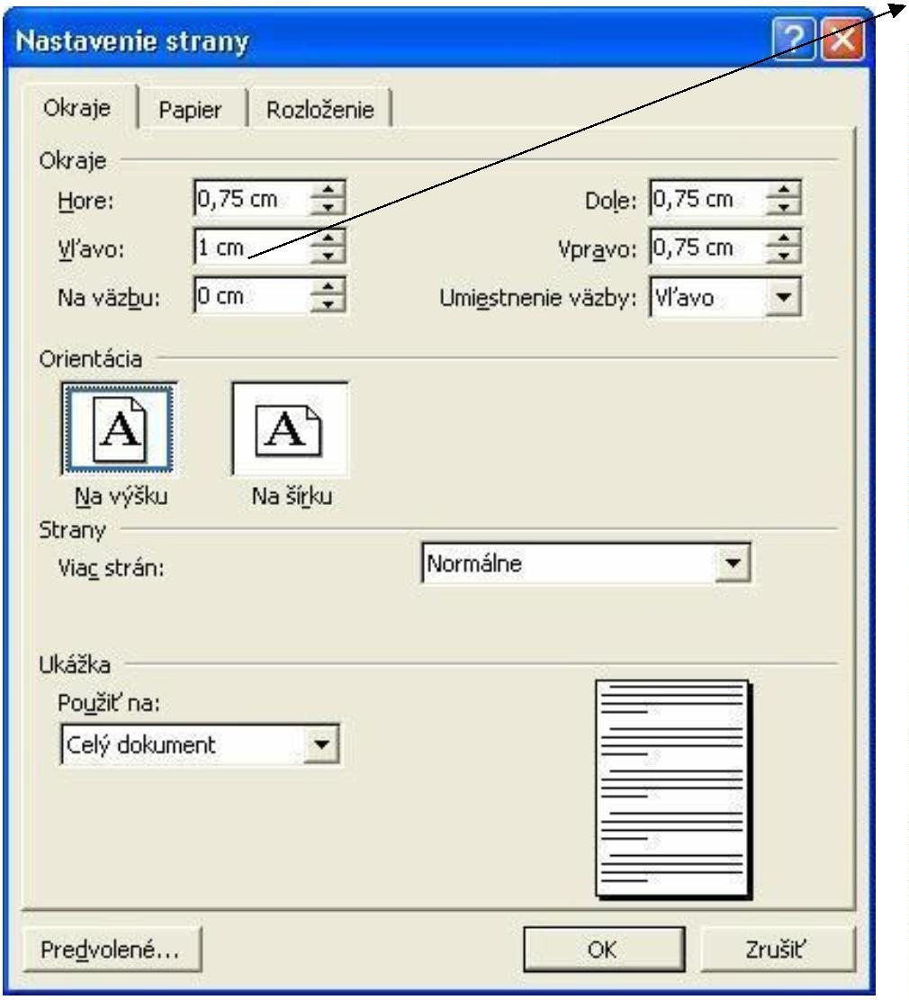 Nastavenie strany
Okraje Papier Rozloženie
Okraje
Hore: 0,75 cm Dole: 0,75 cm
Vľavo: 1 cm Vpravo: 0,75 cm
Na väzbu: 0 cm Umiestnenie väzby: Vľavo
Orientácia
A A
Na výšku Na šírku
Strany
Viac strán: Normálne
Ukážka
Použiť na:
Celý dokument
Predvolené... OK Zrušiť